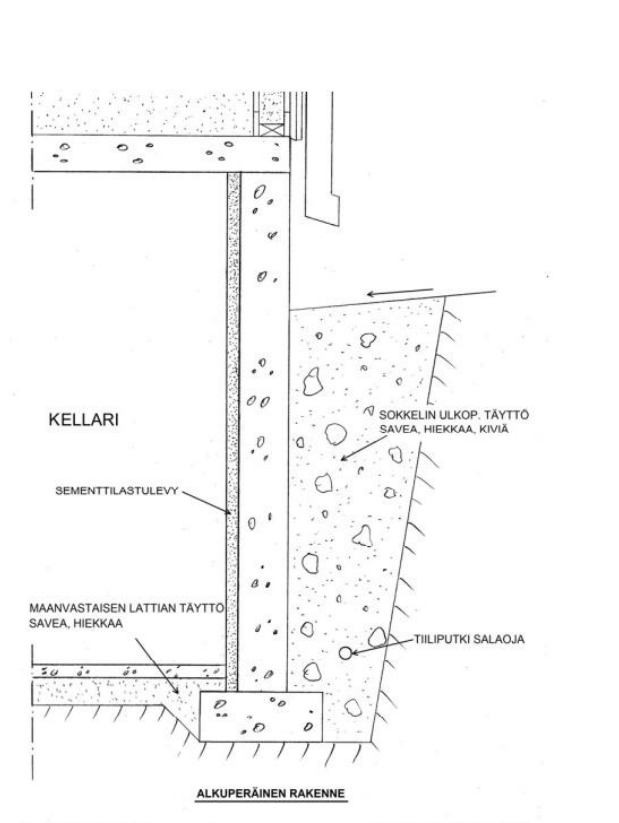 SOKKELIN ULKOP. TÄYTTÖ
SAVEA, HIEKKAA, KIVIÄ
KELLARI
SEMENTTILASTULEVY
MAANVASTAISEN LATTIAN TÄYTTÖ
SAVEA, HIEKKAA
TIILIPUTKI SALAOJA
ALKUPERÄINEN RAKENNE